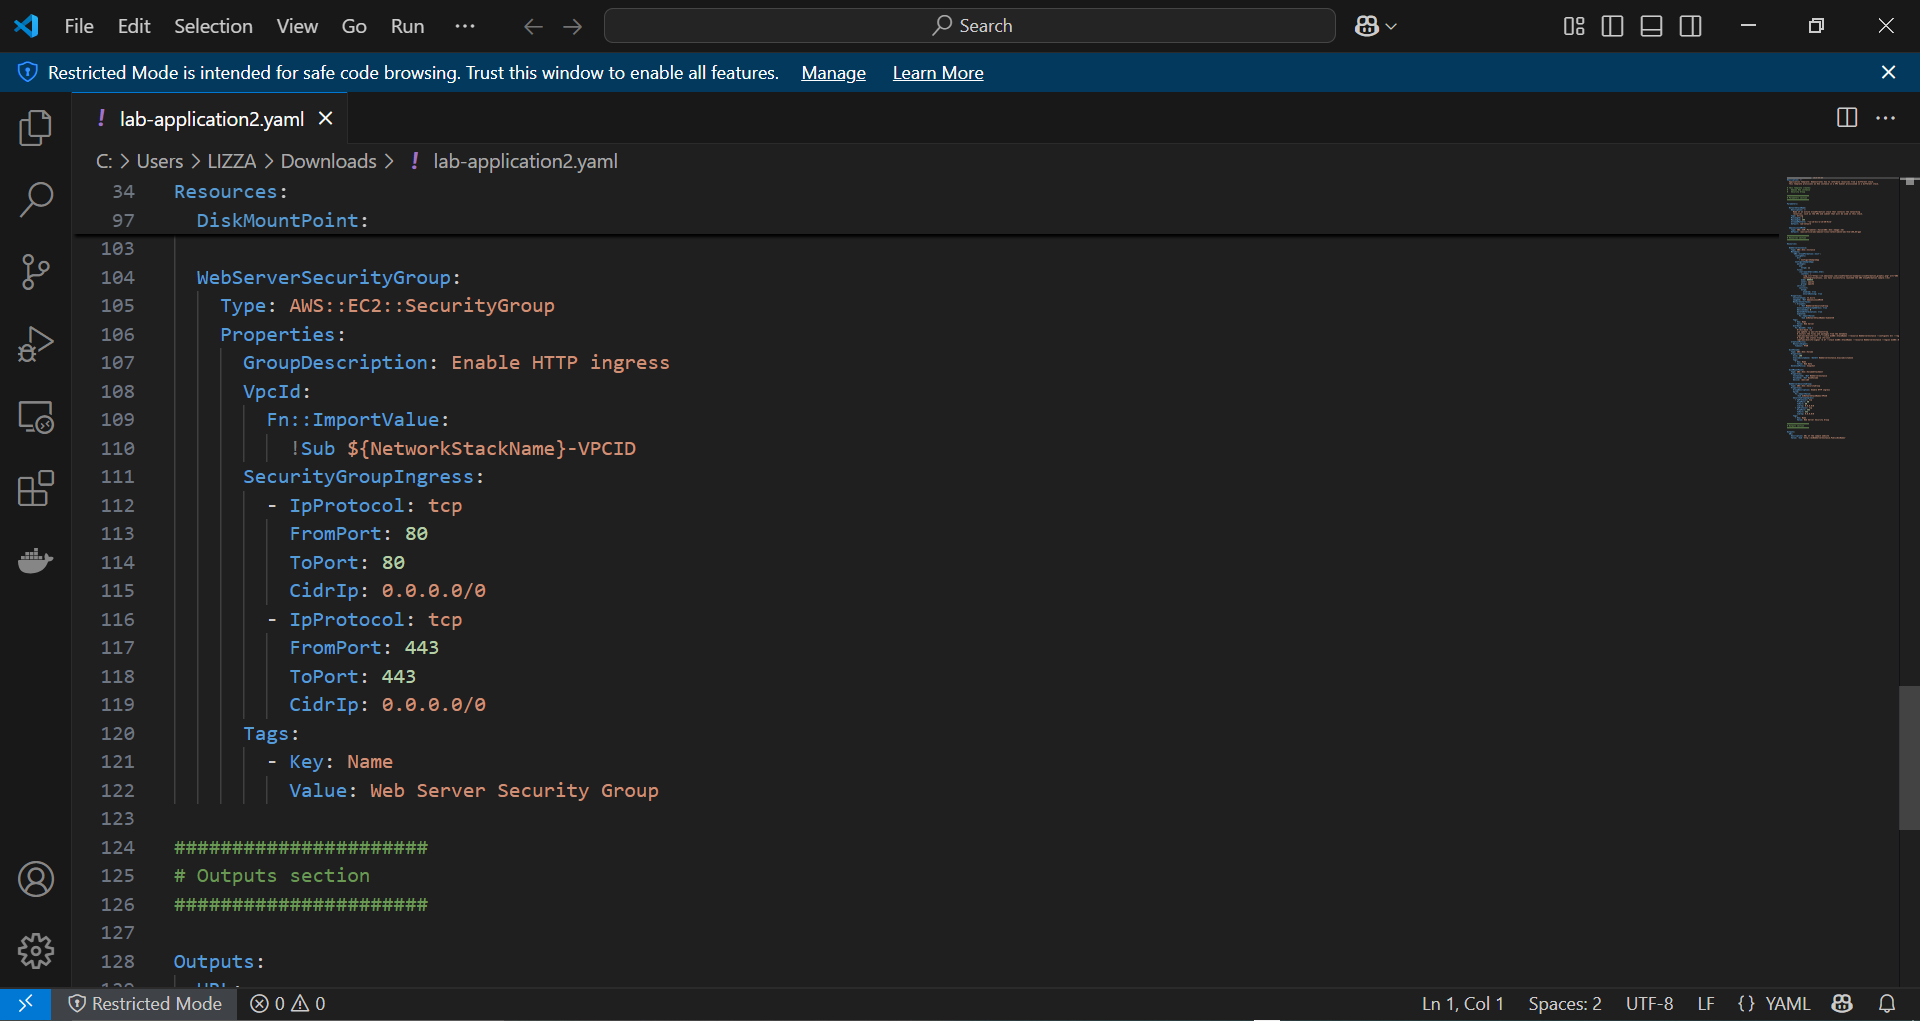 File Edit Selection View Go Run ··· Search
Restricted Mode is intended for safe code browsing. Trust this window to enable all features. Manage Learn More
! lab-application2.yaml
C: > Users > LIZZA > Downloads > ! lab-application2.yaml
34 Resources:
97 DiskMountPoint:
103
104 WebServerSecurityGroup:
105 Type: AWS::EC2::SecurityGroup
106 Properties:
107 GroupDescription: Enable HTTP ingress
108 VpcId:
109 Fn::ImportValue:
110 !Sub ${NetworkStackName}-VPCID
111 SecurityGroupIngress:
112 - IpProtocol: tcp
113 FromPort: 80
114 ToPort: 80
115 CidrIp: 0.0.0.0/0
116 - IpProtocol: tcp
117 FromPort: 443
118 ToPort: 443
119 CidrIp: 0.0.0.0/0
120 Tags:
121 - Key: Name
122 Value: Web Server Security Group
123
124 ######################
125 # Outputs section
126 ######################
127
128 Outputs:
Restricted Mode 0 0 Ln 1, Col 1 Spaces: 2 UTF-8 LF {} YAML